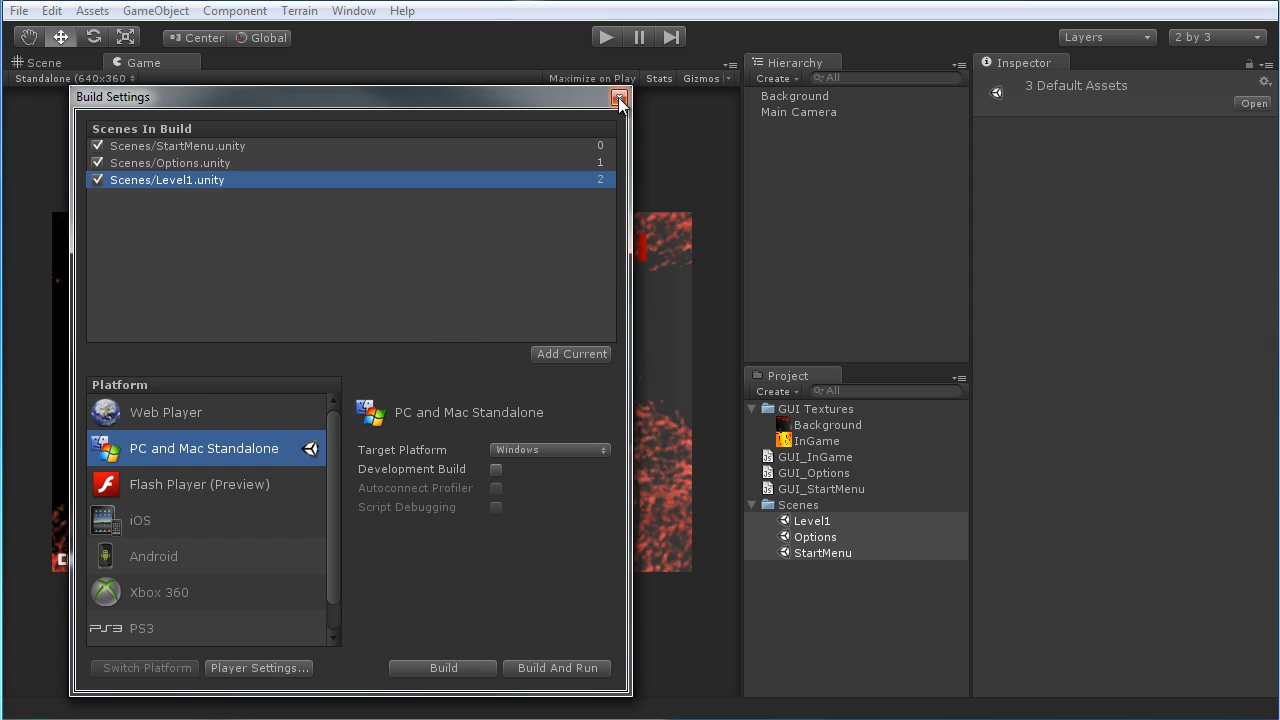 File Edit Assets GameObject Component Terrain Window Help
Center Global Layers 2 by 3
Scene Game Hierarchy Inspector
Standalone (640x360) Maximize on Play Stats Gizmos Create All
3 Default Assets
Open
Background
Main Camera
Build Settings
Scenes In Build
Scenes/StartMenu.unity 0
Scenes/Options.unity 1
Scenes/Level1.unity 2
Add Current
Platform
Web Player
PC and Mac Standalone
Flash Player (Preview)
iOS
Android
Xbox 360
PS3
PC and Mac Standalone
Target Platform Windows
Development Build
Autoconnect Profiler
Script Debugging
Switch Platform Player Settings... Build Build And Run
Project
Create All
GUI Textures
Background
InGame
GUI_InGame
GUI_Options
GUI_StartMenu
Scenes
Level1
Options
StartMenu